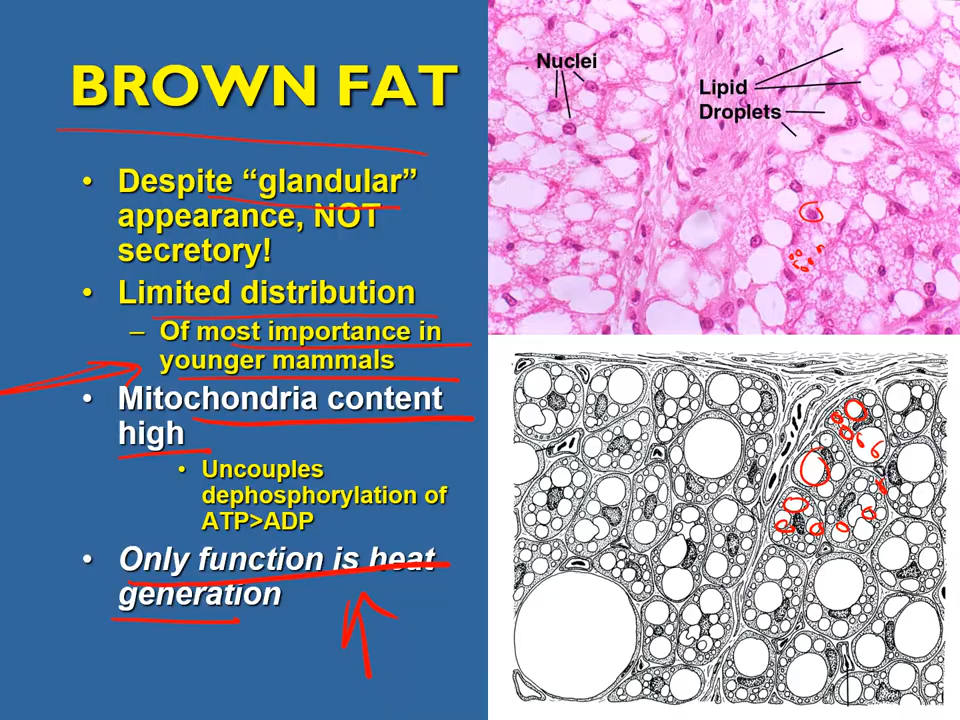 BROWN FAT
• Despite “glandular”
appearance, NOT
secretory!
• Limited distribution
– Of most importance in
younger mammals
• Mitochondria content
high
• Uncouples
dephosphorylation of
ATP>ADP
• Only function is heat
generation
Nuclei
Lipid
Droplets